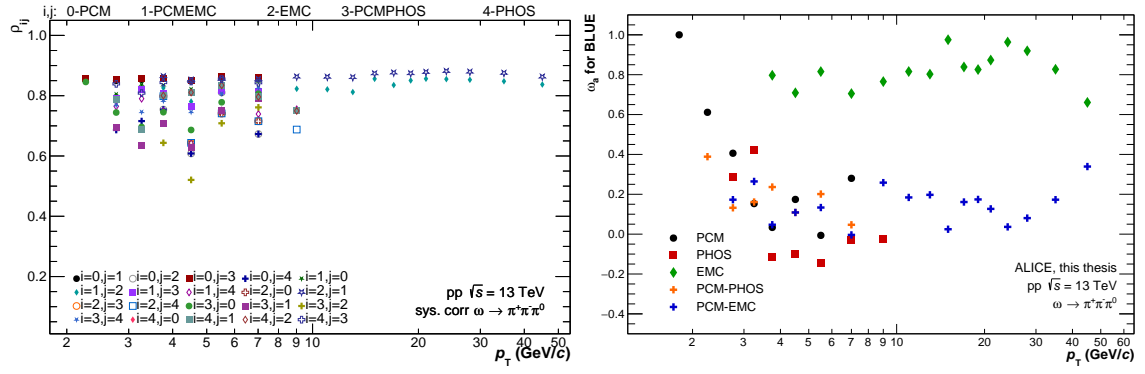 i,j: 0-PCM 1-PCMEMC 2-EMC 3-PCMPHOS 4-PHOS
ρij
1.0
0.8
0.6
0.4
0.2
i=0,j=1 i=0,j=2 i=0,j=3 i=0,j=4 i=1,j=0
i=1,j=2 i=1,j=3 i=1,j=4 i=2,j=0 i=2,j=1
i=2,j=3 i=2,j=4 i=3,j=0 i=3,j=1 i=3,j=2
i=3,j=4 i=4,j=0 i=4,j=1 i=4,j=2 i=4,j=3
pp √s = 13 TeV
sys. corr ω → π⁺π⁻π⁰
2 3 4 5 6 7 8 9 10 20 30 40 50
pT (GeV/c)
ωa for BLUE
1.0
0.8
0.6
0.4
0.2
0.0
−0.2
−0.4
PCM
PHOS
EMC
PCM-PHOS
PCM-EMC
ALICE, this thesis
pp √s = 13 TeV
ω → π⁺π⁻π⁰
2 3 4 5 6 7 8 9 10 20 30 40 50 60
pT (GeV/c)